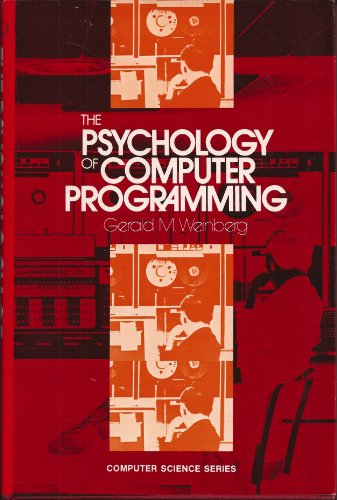 THE
PSYCHOLOGY
OF COMPUTER
PROGRAMMING
Gerald M. Weinberg
COMPUTER SCIENCE SERIES